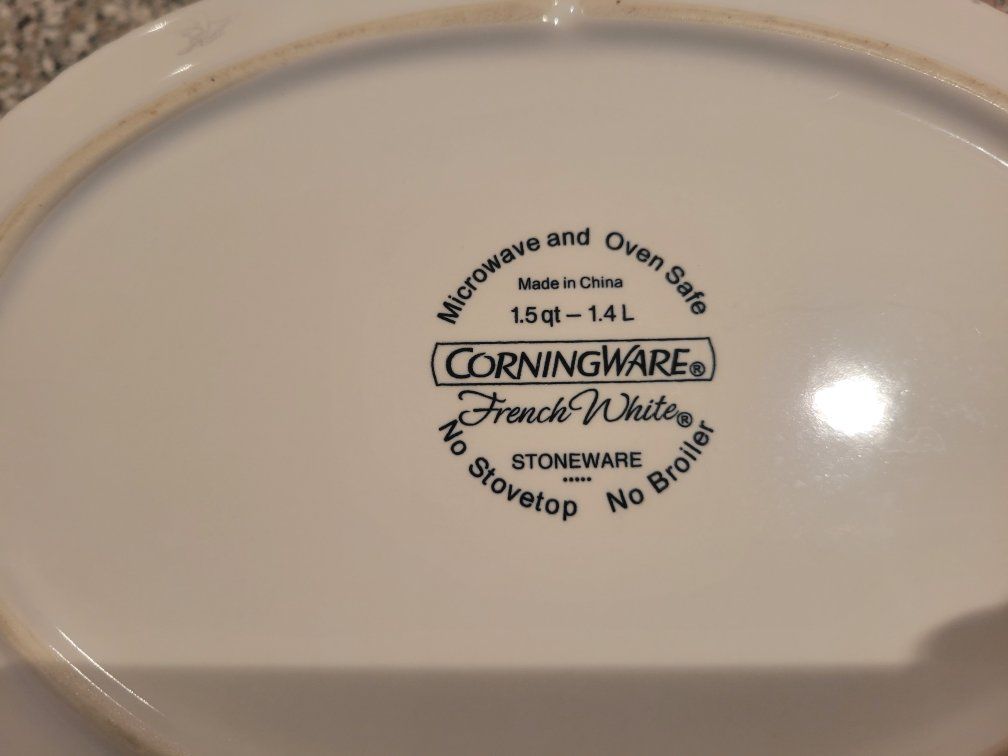 Microwave and Oven Safe
Made in China
1.5 qt – 1.4 L
CORNINGWARE®
French White®
STONEWARE
No Stovetop No Broiler